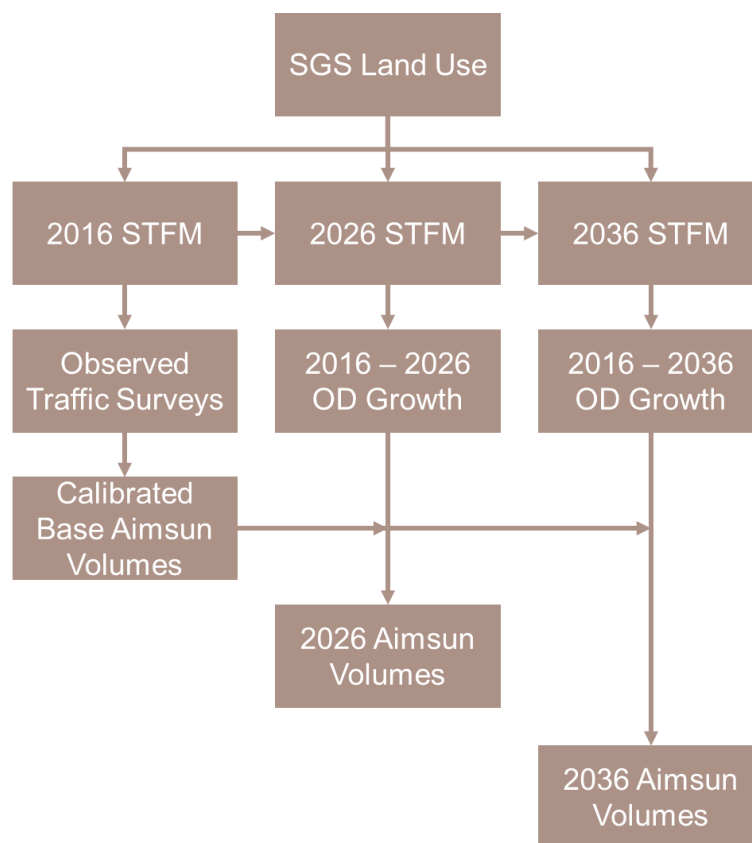 SGS Land Use
2016 STFM
2026 STFM
2036 STFM
Observed
Traffic Surveys
2016 – 2026
OD Growth
2016 – 2036
OD Growth
Calibrated
Base Aimsun
Volumes
2026 Aimsun
Volumes
2036 Aimsun
Volumes